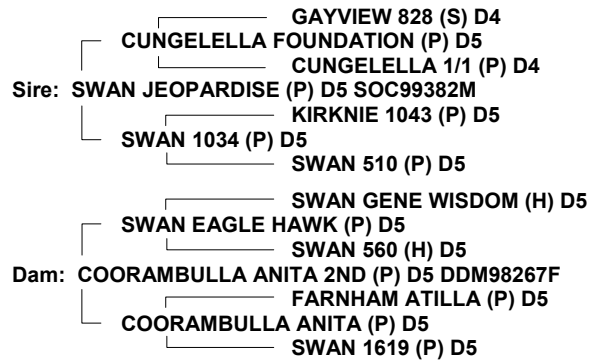 GAYVIEW 828 (S) D4
CUNGELELLA FOUNDATION (P) D5
CUNGELELLA 1/1 (P) D4
Sire: SWAN JEOPARDISE (P) D5 SOC99382M
KIRKNIE 1043 (P) D5
SWAN 1034 (P) D5
SWAN 510 (P) D5
SWAN GENE WISDOM (H) D5
SWAN EAGLE HAWK (P) D5
SWAN 560 (H) D5
Dam: COORAMBULLA ANITA 2ND (P) D5 DDM98267F
FARNHAM ATILLA (P) D5
COORAMBULLA ANITA (P) D5
SWAN 1619 (P) D5